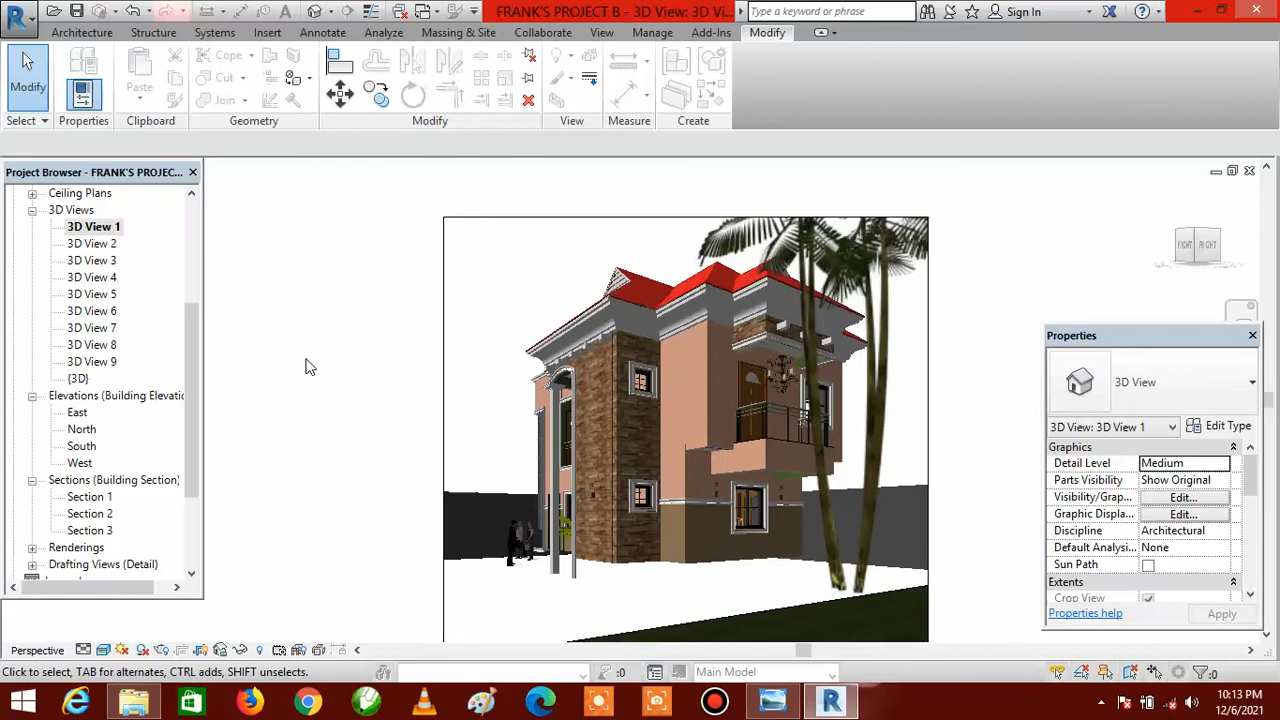 FRANK'S PROJECT B - 3D View: 3D Vi...
Type a keyword or phrase
Sign In
Architecture
Structure
Systems
Insert
Annotate
Analyze
Massing & Site
Collaborate
View
Manage
Add-Ins
Modify
Modify
Paste
Cope
Cut
Join
Select
Properties
Clipboard
Geometry
Modify
View
Measure
Create
Project Browser - FRANK'S PROJEC...
Ceiling Plans
3D Views
3D View 1
3D View 2
3D View 3
3D View 4
3D View 5
3D View 6
3D View 7
3D View 8
3D View 9
{3D}
Elevations (Building Elevatio
East
North
South
West
Sections (Building Section)
Section 1
Section 2
Section 3
Renderings
Drafting Views (Detail)
FRONT
RIGHT
Properties
3D View
3D View: 3D View 1
Edit Type
Graphics
Detail Level
Medium
Parts Visibility
Show Original
Visibility/Grap...
Edit...
Graphic Displa...
Edit...
Discipline
Architectural
Default Analysi...
None
Sun Path
Extents
Crop View
Properties help
Apply
Perspective
Click to select, TAB for alternates, CTRL adds, SHIFT unselects.
:0
Main Model
:0
10:13 PM
12/6/2021